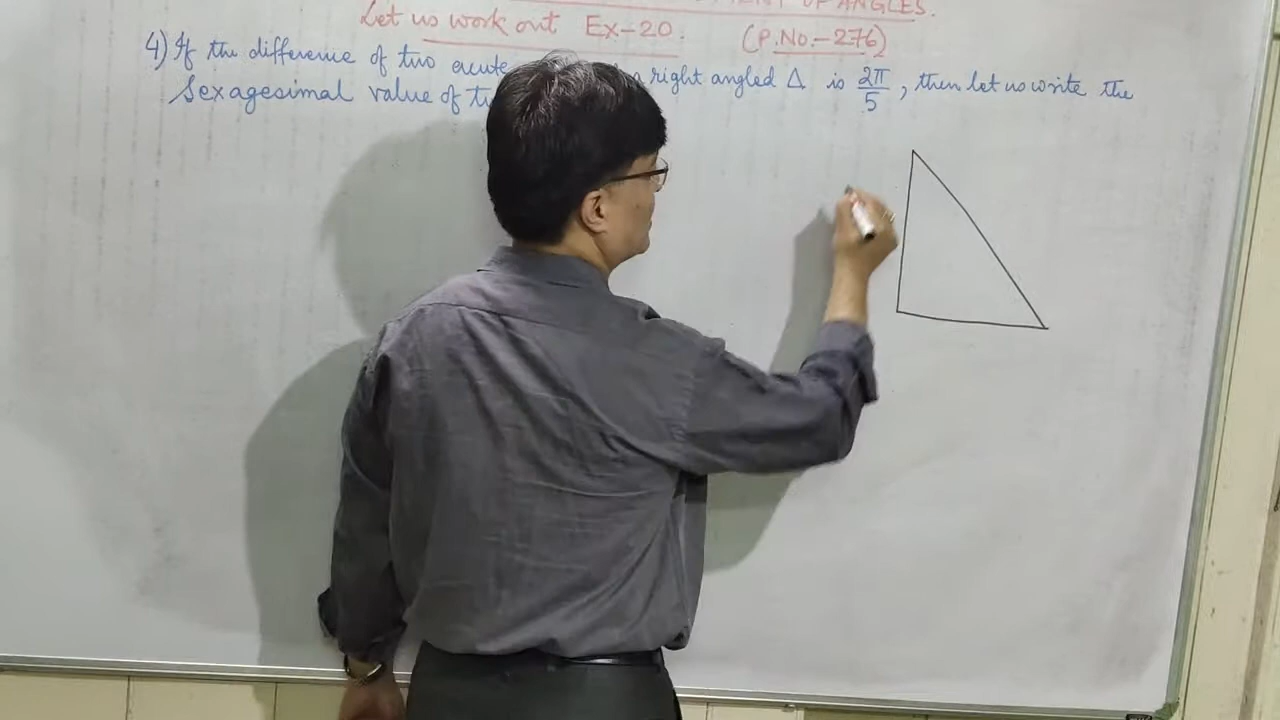 OF ANGLES.
Let us work out Ex-20. (P.No.-276)
4) If the difference of two acute right angled Δ is 2π/5, then let us write the
Sexagesimal value of